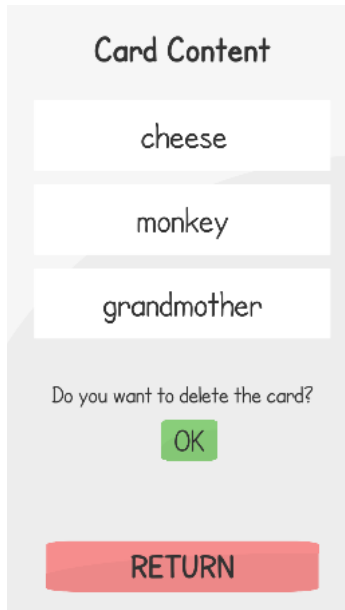 Card Content
cheese
monkey
grandmother
Do you want to delete the card?
OK
RETURN